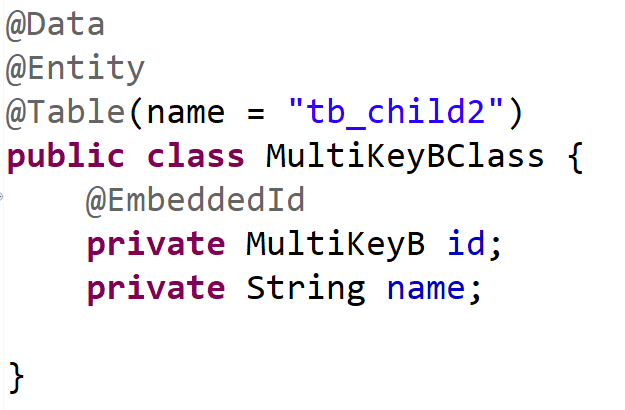 @Data
@Entity
@Table(name = "tb_child2")
public class MultiKeyBClass {
    @EmbeddedId
    private MultiKeyB id;
    private String name;

}